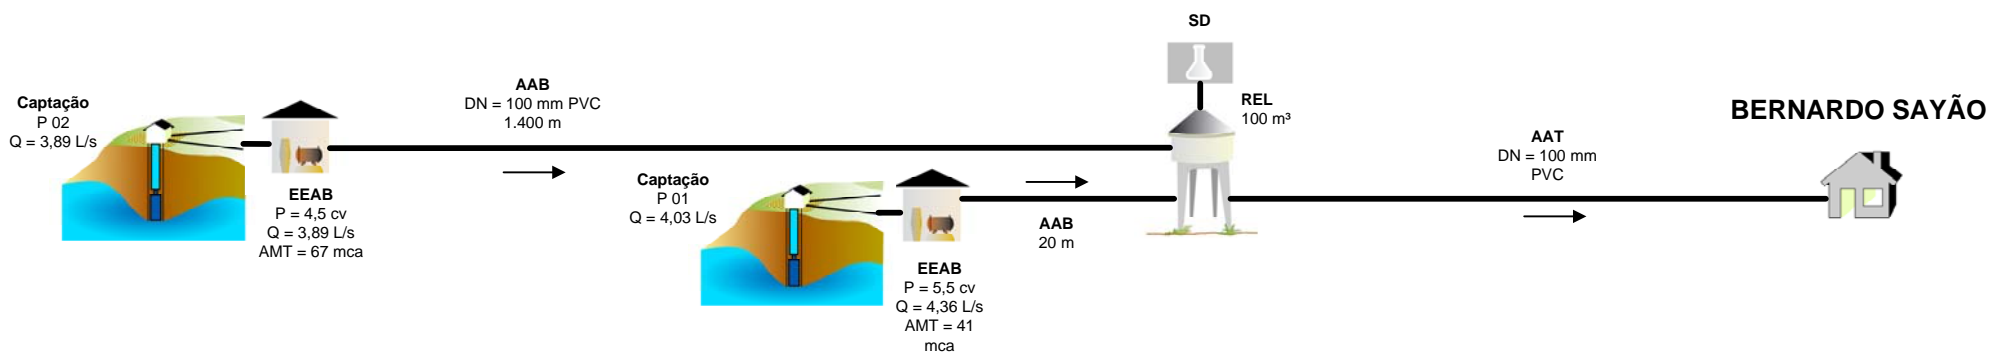 SD
REL
100 m³
BERNARDO SAYÃO
Captação
P 02
Q = 3,89 L/s
AAB
DN = 100 mm PVC
1.400 m
EEAB
P = 4,5 cv
Q = 3,89 L/s
AMT = 67 mca
Captação
P 01
Q = 4,03 L/s
EEAB
P = 5,5 cv
Q = 4,36 L/s
AMT = 41
mca
AAB
20 m
AAT
DN = 100 mm
PVC